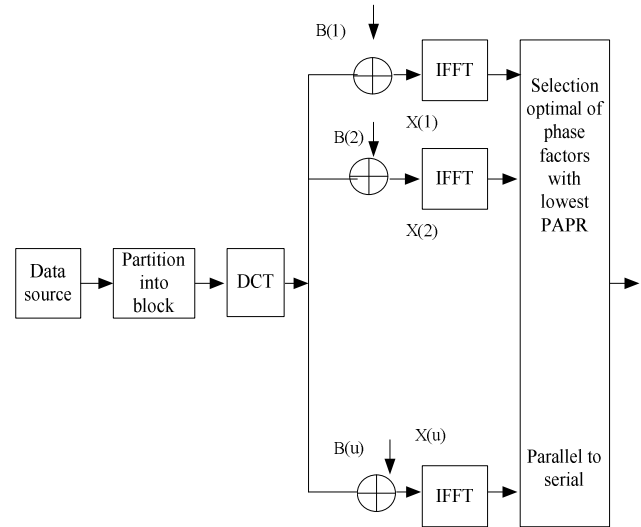 B(1)
IFFT
X(1)
B(2)
IFFT
X(2)
Selection
optimal of
phase
factors
with
lowest
PAPR
Data
source
Partition
into
block
DCT
B(u)
X(u)
IFFT
Parallel to
serial